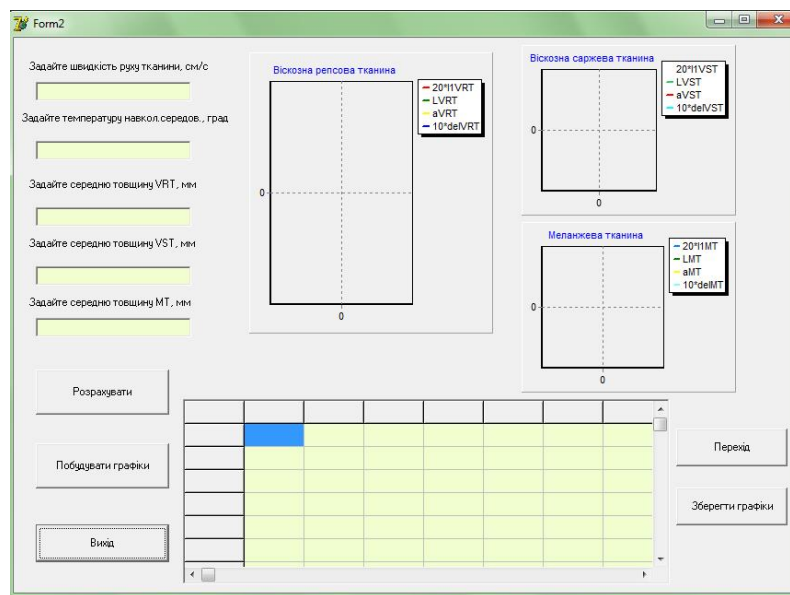 Form2
Задайте швидкість руху тканини, см/с
Задайте температуру навкол.середов., град
Задайте середню товщину VRT, мм
Задайте середню товщину VST, мм
Задайте середню товщину МТ, мм
Віскозна репсова тканина
20*l1VRT
LVRT
aVRT
10*delVRT
0
0
Віскозна саржева тканина
20*l1VST
LVST
aVST
10*delVST
0
0
Меланжева тканина
20*l1MT
LMT
aMT
10*delMT
0
0
Розрахувати
Побудувати графіки
Вихід
Перехід
Зберегти графіки